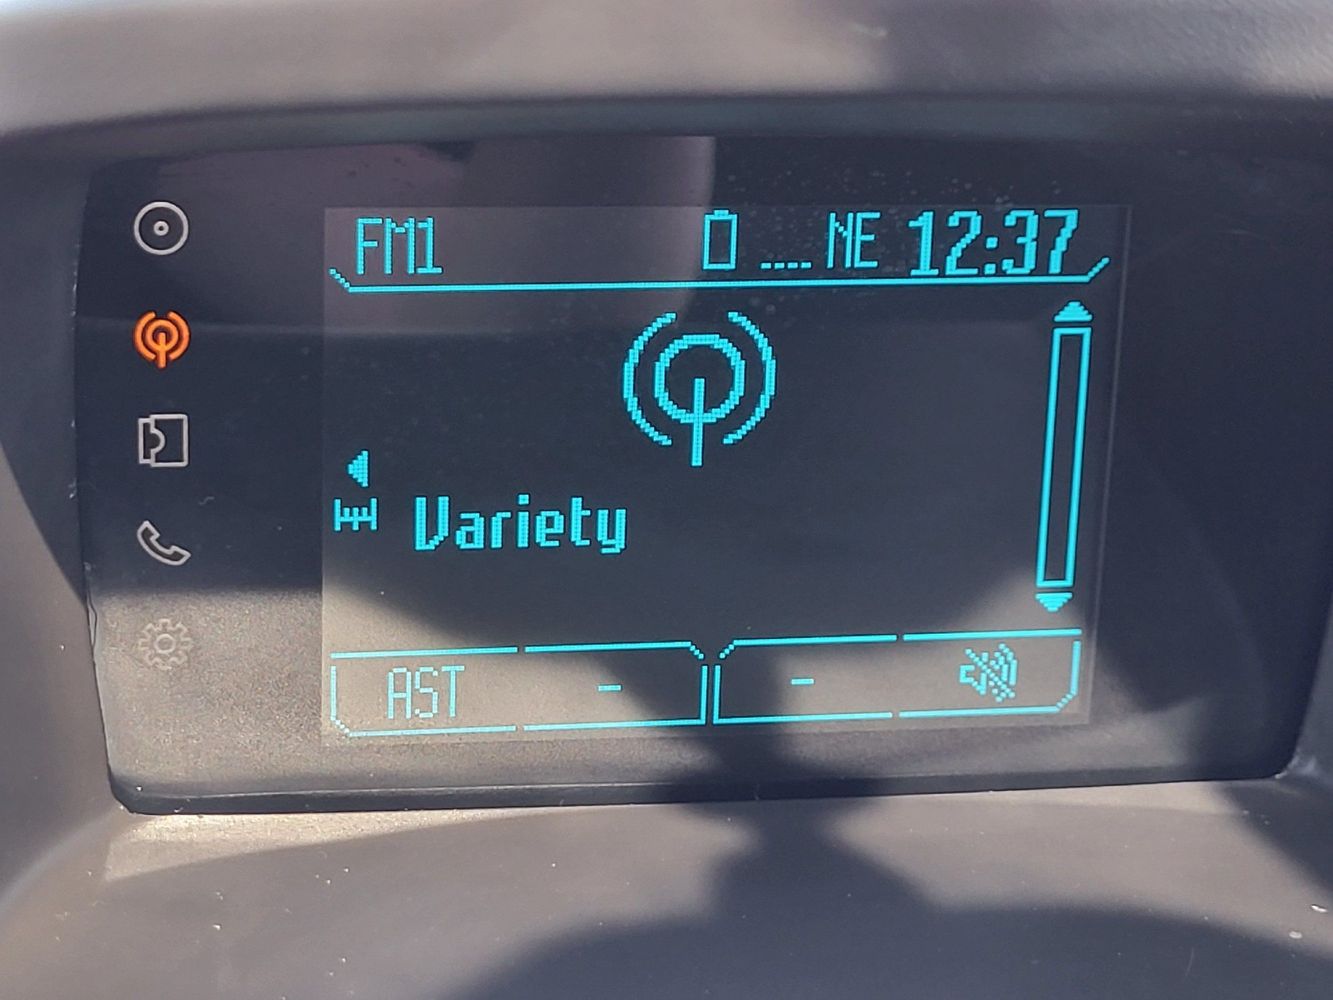 FM1 .... NE 12:37
Variety
AST - -